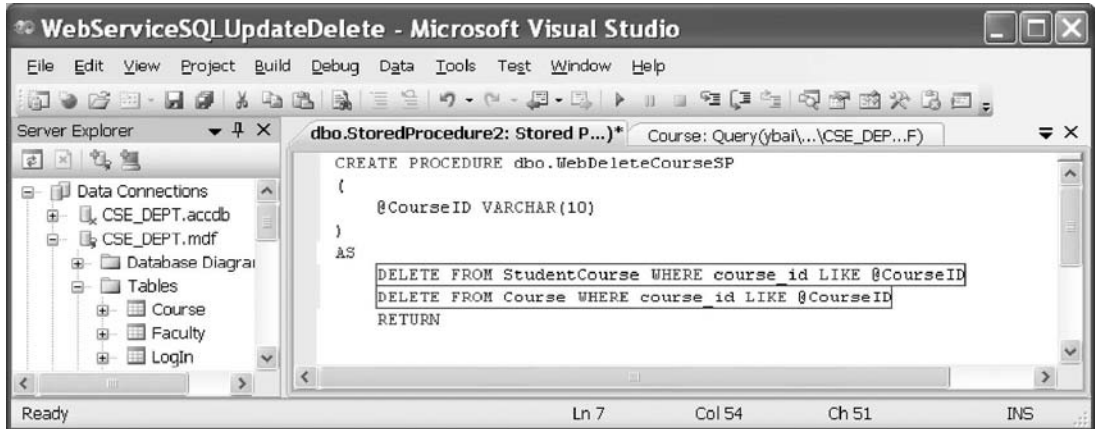 WebServiceSQLUpdateDelete - Microsoft Visual Studio
File Edit View Project Build Debug Data Tools Test Window Help
Server Explorer
dbo.StoredProcedure2: Stored P...)* Course: Query(ybai\...\CSE_DEP...F)
Data Connections
CSE_DEPT.accdb
CSE_DEPT.mdf
Database Diagra
Tables
Course
Faculty
LogIn
CREATE PROCEDURE dbo.WebDeleteCourseSP
(
@CourseID VARCHAR(10)
)
AS
DELETE FROM StudentCourse WHERE course_id LIKE @CourseID
DELETE FROM Course WHERE course_id LIKE @CourseID
RETURN
Ready Ln 7 Col 54 Ch 51 INS